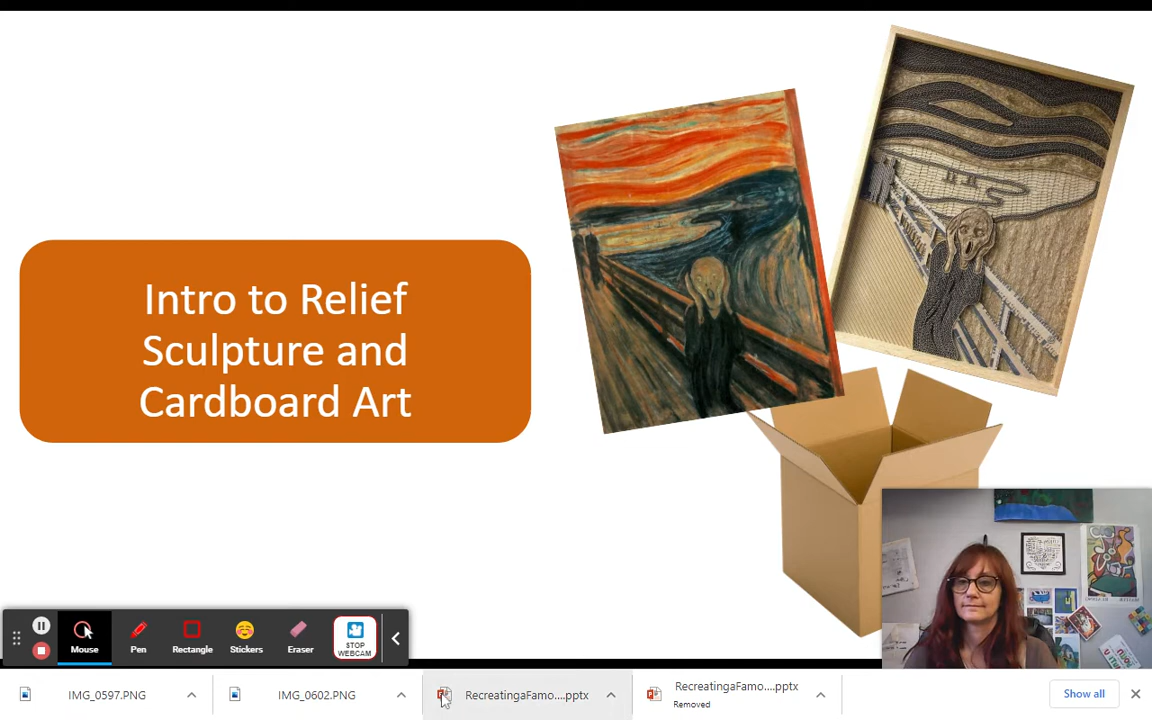 Intro to Relief
Sculpture and
Cardboard Art
Mouse
Pen
Rectangle
Stickers
Eraser
STOP
WEBCAM
IMG_0597.PNG
IMG_0602.PNG
RecreatingaFamo....pptx
RecreatingaFamo....pptx
Removed
Show all